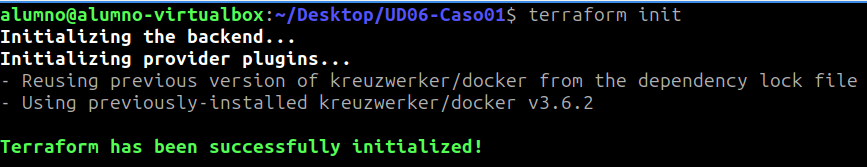 alumno@alumno-virtualbox:~/Desktop/UD06-Caso01$ terraform init
Initializing the backend...
Initializing provider plugins...
- Reusing previous version of kreuzwerker/docker from the dependency lock file
- Using previously-installed kreuzwerker/docker v3.6.2
Terraform has been successfully initialized!